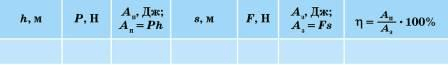 h, м
P, Н
Aп, Дж;
Aп = Ph
s, м
F, Н
Aз, Дж;
Aз = Fs
η = Aп/Aз · 100%